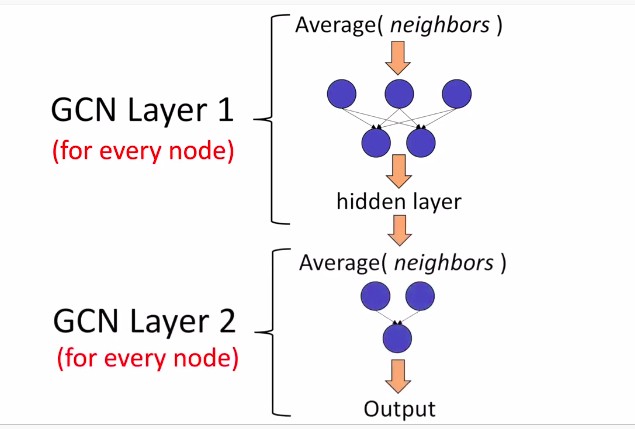 Average( neighbors )
GCN Layer 1
(for every node)
hidden layer
Average( neighbors )
GCN Layer 2
(for every node)
Output